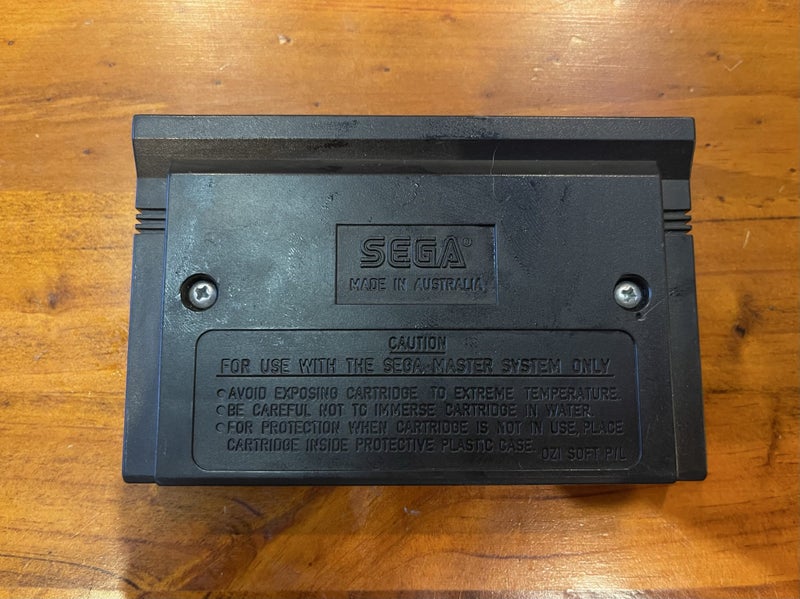 SEGA®
MADE IN AUSTRALIA
CAUTION
FOR USE WITH THE SEGA MASTER SYSTEM ONLY
• AVOID EXPOSING CARTRIDGE TO EXTREME TEMPERATURE.
• BE CAREFUL NOT TO IMMERSE CARTRIDGE IN WATER.
• FOR PROTECTION WHEN CARTRIDGE IS NOT IN USE, PLACE
CARTRIDGE INSIDE PROTECTIVE PLASTIC CASE.
OZI SOFT P/L